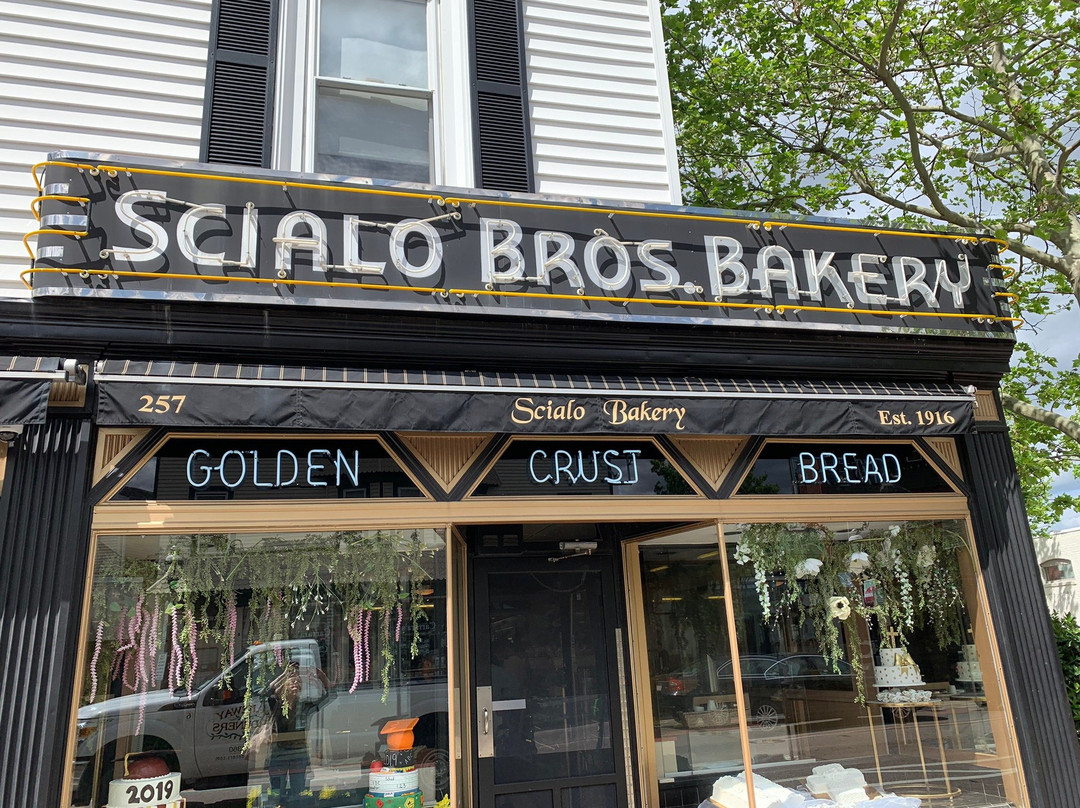 SCIALO BROS. BAKERY
257 Scialo Bakery Est. 1916
GOLDEN CRUST BREAD
2019